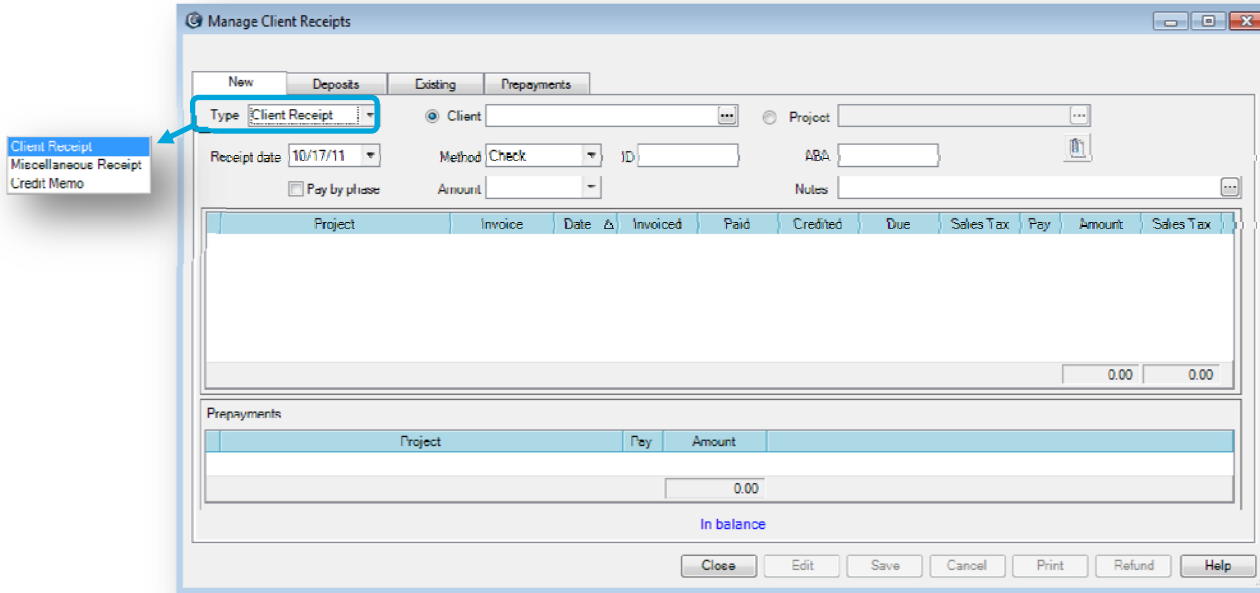 Manage Client Receipts
New Deposits Existing Prepayments
Type Client Receipt Client Project
Client Receipt
Miscellaneous Receipt
Credit Memo
Receipt date 10/17/11 Method Check ID ABA
Pay by phase Amount Notes
Project Invoice Date Invoiced Paid Credited Due Sales Tax Pay Amount Sales Tax
0.00 0.00
Prepayments
Project Pay Amount
0.00
In balance
Close Edit Save Cancel Print Refund Help